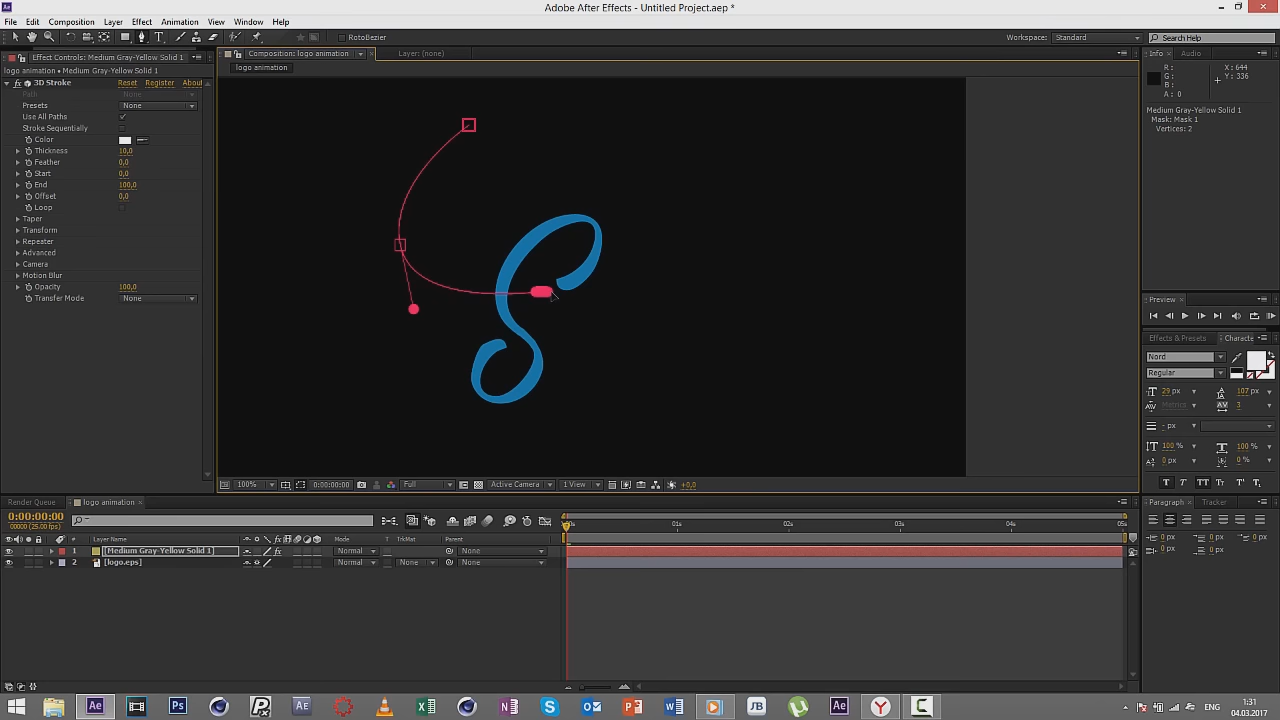 Adobe After Effects - Untitled Project.aep *
File Edit Composition Layer Effect Animation View Window Help
RotoBezier
Workspace: Standard
Search Help
Effect Controls: Medium Gray-Yellow Solid 1
Composition: logo animation
Layer: (none)
Info
Audio
logo animation • Medium Gray-Yellow Solid 1
logo animation
3D Stroke Reset Register About
Path None
Presets None
Use All Paths
Stroke Sequentially
Color
Thickness 10,0
Feather 0,0
Start 0,0
End 100,0
Offset 0,0
Loop
Taper
Transform
Repeater
Advanced
Camera
Motion Blur
Opacity 100,0
Transfer Mode None
R :
G :
B :
A : 0
X : 644
Y : 336
Medium Gray-Yellow Solid 1
Mask: Mask 1
Vertices: 2
Preview
Effects & Presets
Characte
Nord
Regular
29 px
107 px
Metrics
3
- px
100 %
100 %
0 px
0 %
T T TT Tr T' T,
100%
0:00:00:00
Full
Active Camera
1 View
+0,0
Render Queue
logo animation
Paragraph
Tracker
0:00:00:00
00000 (25.00 fps)
# Layer Name Mode T TrkMat Parent
00s 01s 02s 03s 04s 05s
1 [Medium Gray-Yellow Solid 1] Normal None
2 [logo.eps] Normal None None
0 px 0 px 0 px
0 px 0 px
ENG
1:31
04.03.2017